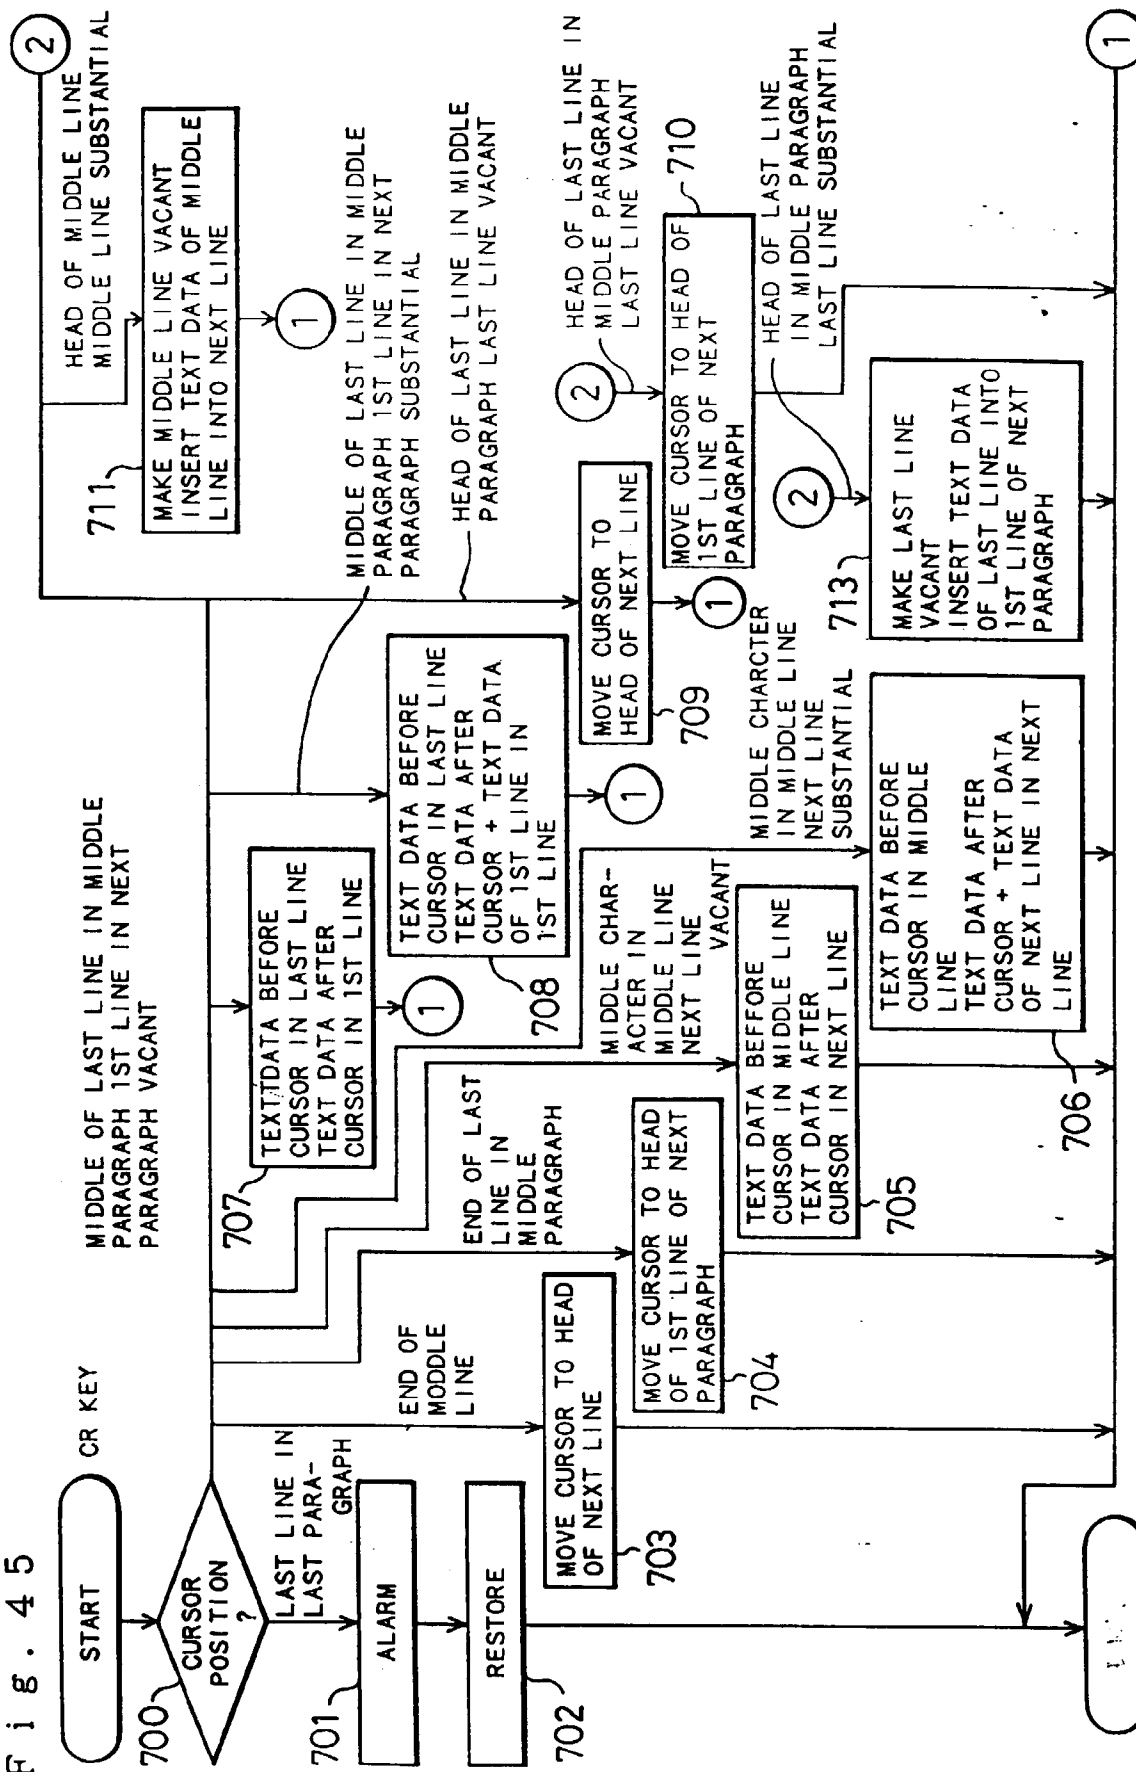 Fig. 45
START
CR KEY
700
CURSOR
POSITION
?
LAST LINE IN
LAST PARA-
GRAPH
701
ALARM
702
RESTORE
END OF
MODDLE
LINE
MOVE CURSOR TO HEAD
OF NEXT LINE
703
END OF LAST
LINE IN
MIDDLE
PARAGRAPH
MOVE CURSOR TO HEAD
OF 1ST LINE OF NEXT
PARAGRAPH
704
MIDDLE CHAR-
ACTER IN
MIDDLE LINE
NEXT LINE
VACANT
TEXT DATA BEFFORE
CURSOR IN MIDDLE LINE
TEXT DATA AFTER
CURSOR IN NEXT LINE
705
MIDDLE CHARCTER
IN MIDDLE LINE
NEXT LINE
SUBSTANTIAL
TEXT DATA BEFORE
CURSOR IN MIDDLE
LINE
TEXT DATA AFTER
CURSOR + TEXT DATA
OF NEXT LINE IN NEXT
LINE
706
MIDDLE OF LAST LINE IN MIDDLE
PARAGRAPH 1ST LINE IN NEXT
PARAGRAPH VACANT
707
TEXTTDATA BEFORE
CURSOR IN LAST LINE
TEXT DATA AFTER
CURSOR IN 1ST LINE
1
MIDDLE OF LAST LINE IN MIDDLE
PARAGRAPH 1ST LINE IN NEXT
PARAGRAPH SUBSTANTIAL
TEXT DATA BEFORE
CURSOR IN LAST LINE
TEXT DATA AFTER
CURSOR + TEXT DATA
OF 1ST LINE IN
1ST LINE
708
1
HEAD OF LAST LINE IN MIDDLE
PARAGRAPH LAST LINE VACANT
MOVE CURSOR TO
HEAD OF NEXT LINE
709
1
2
HEAD OF MIDDLE LINE
MIDDLE LINE SUBSTANTIAL
711
MAKE MIDDLE LINE VACANT
INSERT TEXT DATA OF MIDDLE
LINE INTO NEXT LINE
1
2
HEAD OF LAST LINE IN
MIDDLE PARAGRAPH
LAST LINE VACANT
710
MOVE CURSOR TO HEAD OF
1ST LINE OF NEXT
PARAGRAPH
2
HEAD OF LAST LINE
IN MIDDLE PARAGRAPH
LAST LINE SUBSTANTIAL
713
MAKE LAST LINE
VACANT
INSERT TEXT DATA
OF LAST LINE INTO
1ST LINE OF NEXT
PARAGRAPH
1